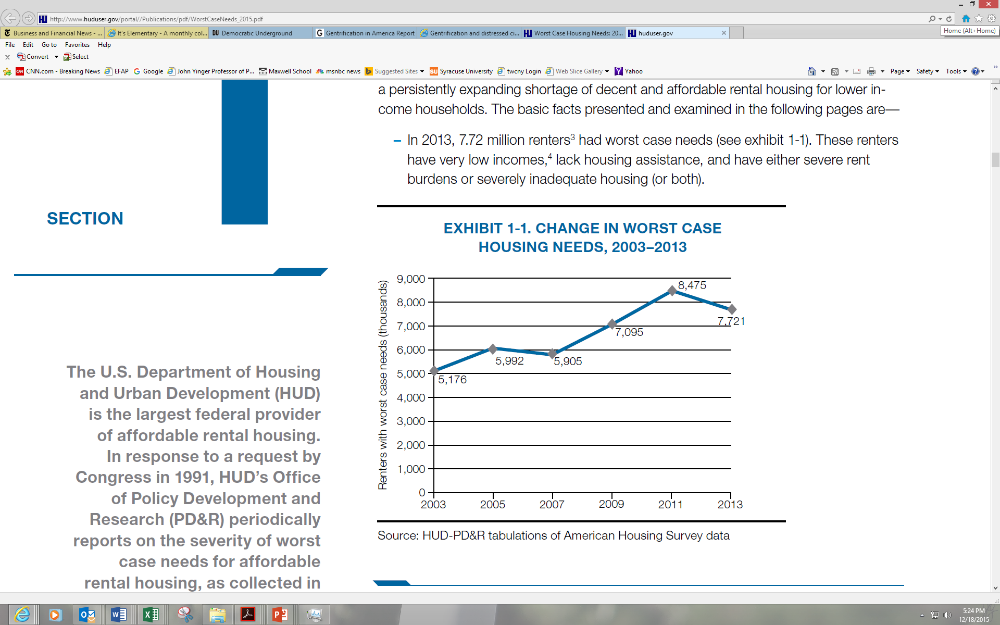 http://www.huduser.gov/portal//Publications/pdf/WorstCaseNeeds_2015.pdf
Business and Financial News - ...
It's Elementary - A monthly col...
Democratic Underground
Gentrification in America Report
Gentrification and distressed ci...
Worst Case Housing Needs: 20...
huduser.gov
Home (Alt+Home)
File Edit Go to Favorites Help
x Convert Select
CNN.com - Breaking News EFAP Google John Yinger Professor of P... Maxwell School msnbc news Suggested Sites Syracuse University twcny Login Web Slice Gallery Yahoo
Page Safety Tools
a persistently expanding shortage of decent and affordable rental housing for lower in-
come households. The basic facts presented and examined in the following pages are—
– In 2013, 7.72 million renters³ had worst case needs (see exhibit 1-1). These renters
have very low incomes,⁴ lack housing assistance, and have either severe rent
burdens or severely inadequate housing (or both).
SECTION
EXHIBIT 1-1. CHANGE IN WORST CASE
HOUSING NEEDS, 2003–2013
Renters with worst case needs (thousands)
9,000
8,000
7,000
6,000
5,000
4,000
3,000
2,000
1,000
0
5,176
5,992
5,905
7,095
8,475
7,721
2003 2005 2007 2009 2011 2013
Source: HUD-PD&R tabulations of American Housing Survey data
The U.S. Department of Housing
and Urban Development (HUD)
is the largest federal provider
of affordable rental housing.
In response to a request by
Congress in 1991, HUD's Office
of Policy Development and
Research (PD&R) periodically
reports on the severity of worst
case needs for affordable
rental housing, as collected in
5:24 PM
12/18/2015